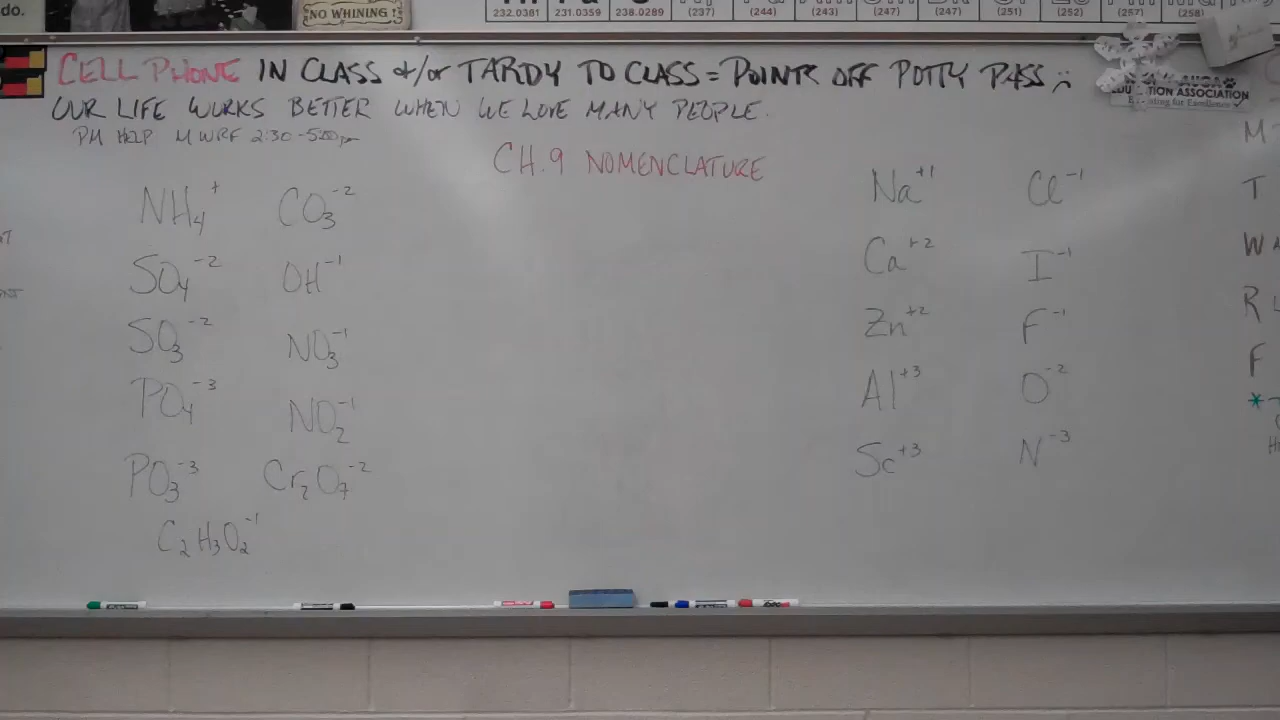 do.
NO WHINING!
232.0381 231.0359 238.0289 (237) (244) (243) (247) (247) (251) (252) (257) (258)
CELL PHONE IN CLASS +/or TARDY TO CLASS = POINTS OFF POTTY PASS :(
OUR LIFE WORKS BETTER WHEN WE LOVE MANY PEOPLE.
PM HELP MWRF 2:30-5:00pm
EDUCATION ASSOCIATION
CH.9 NOMENCLATURE
NH₄⁺ CO₃⁻²
SO₄⁻² OH⁻¹
SO₃⁻² NO₃⁻¹
PO₄⁻³ NO₂⁻¹
PO₃⁻³ Cr₂O₇⁻²
C₂H₃O₂⁻¹
Na⁺¹ Cl⁻¹
Ca⁺² I⁻¹
Zn⁺² F⁻¹
Al⁺³ O⁻²
Sc⁺³ N⁻³
M
T
W A
R
F